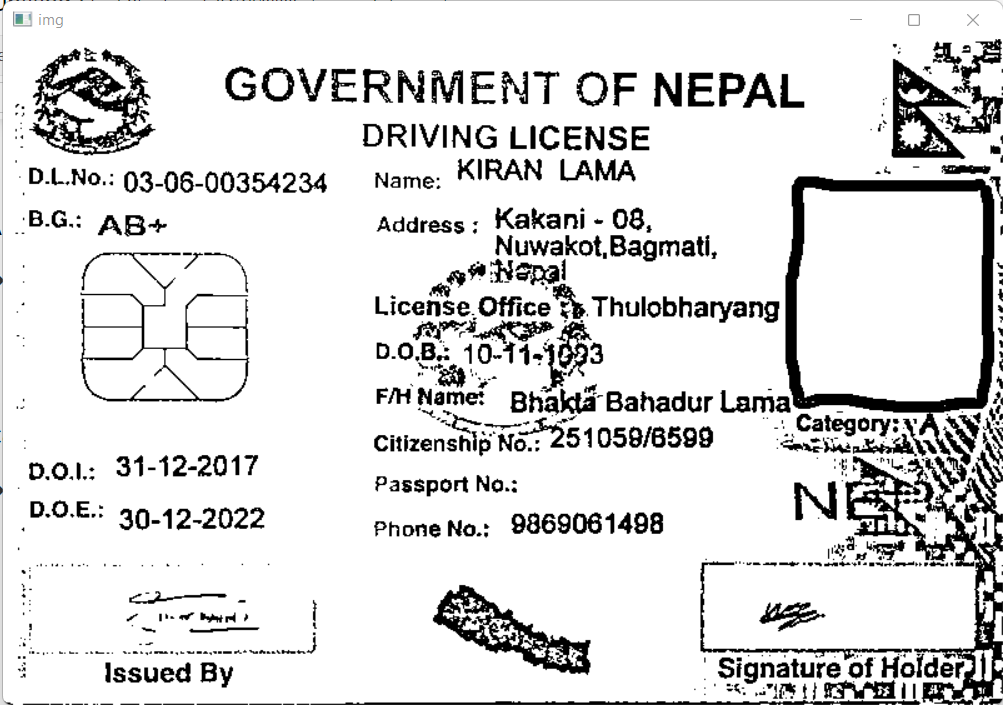 img
GOVERNMENT OF NEPAL
DRIVING LICENSE
D.L.No.: 03-06-00354234
Name: KIRAN LAMA
B.G.: AB+
Address : Kakani - 08,
Nuwakot,Bagmati,
Nepal
License Office : Thulobharyang
D.O.B.: 10-11-1993
F/H Name: Bhakta Bahadur Lama
Category: A
Citizenship No.: 251059/6599
D.O.I.: 31-12-2017
Passport No.:
D.O.E.: 30-12-2022
Phone No.: 9869061498
Issued By
Signature of Holder